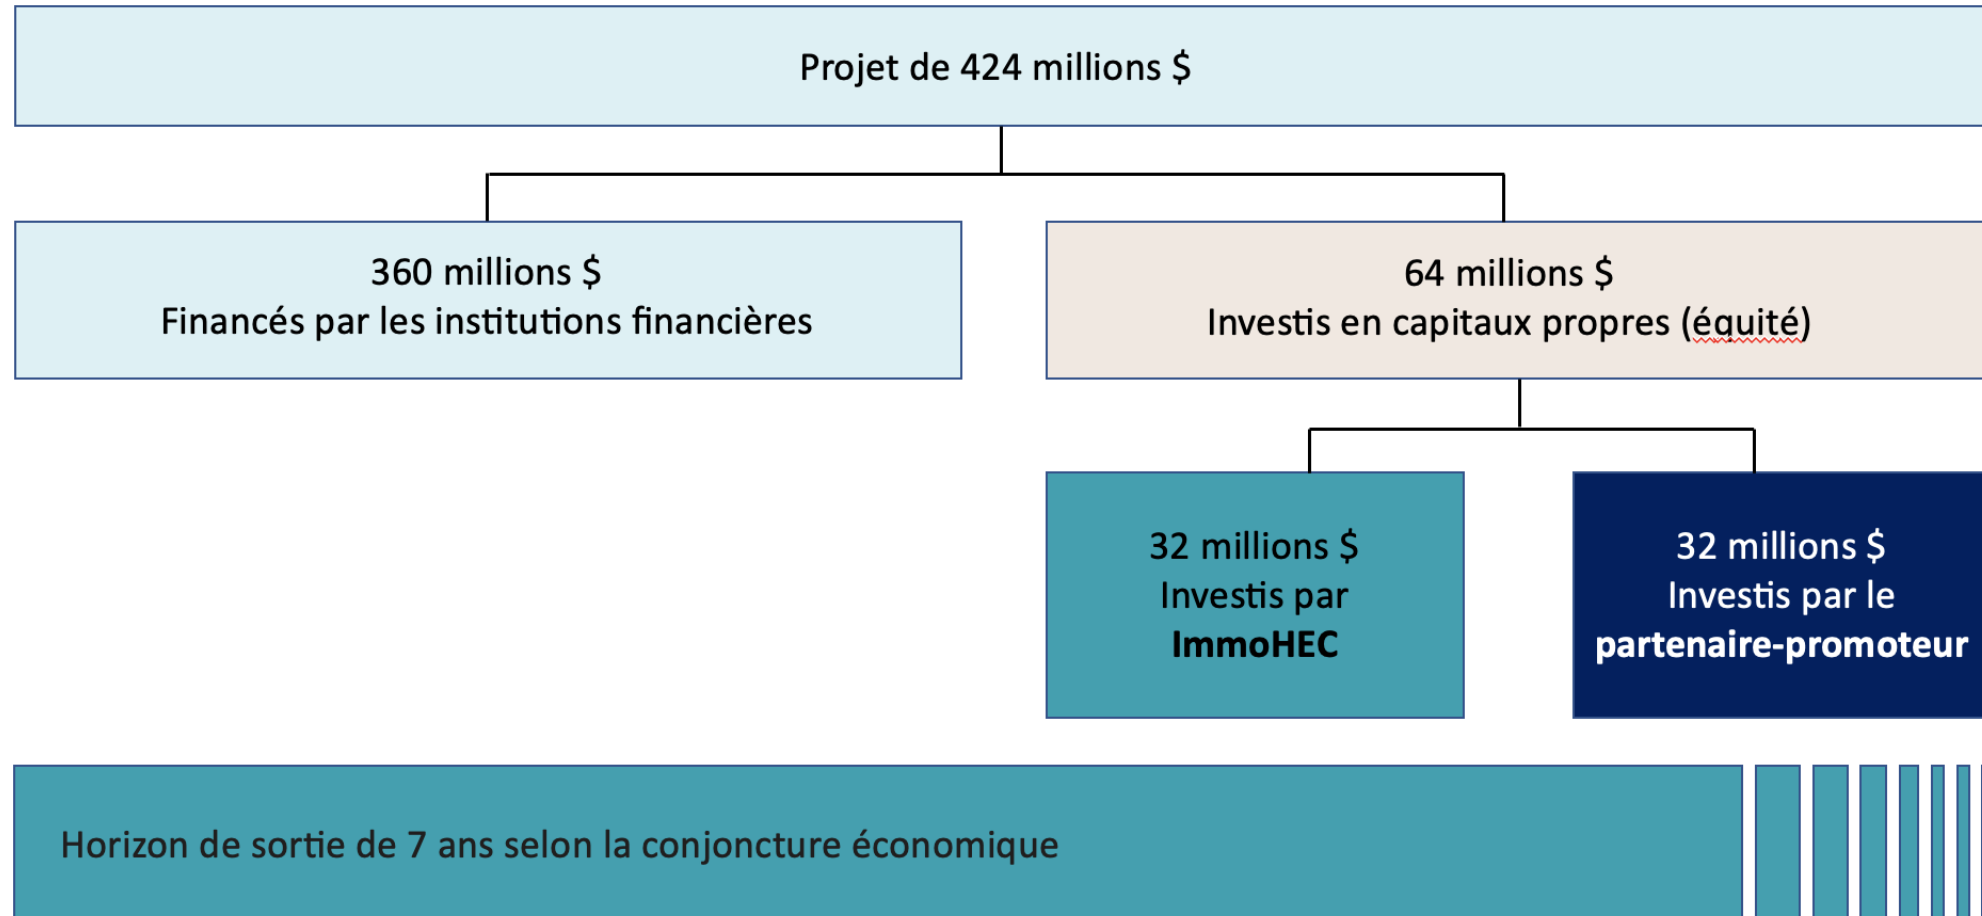 Projet de 424 millions $
360 millions $
Financés par les institutions financières
64 millions $
Investis en capitaux propres (équité)
32 millions $
Investis par
ImmoHEC
32 millions $
Investis par le
partenaire-promoteur
Horizon de sortie de 7 ans selon la conjoncture économique